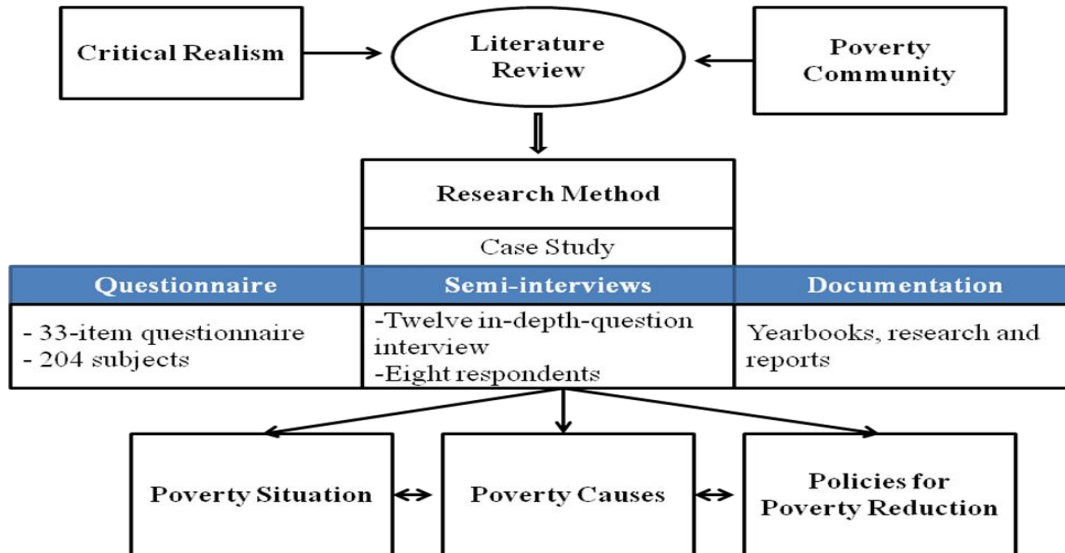 Critical Realism
Literature
Review
Poverty
Community
Research Method
Case Study
Questionnaire
Semi-interviews
Documentation
- 33-item questionnaire
- 204 subjects
-Twelve in-depth-question
interview
-Eight respondents
Yearbooks, research and
reports
Poverty Situation
Poverty Causes
Policies for
Poverty Reduction